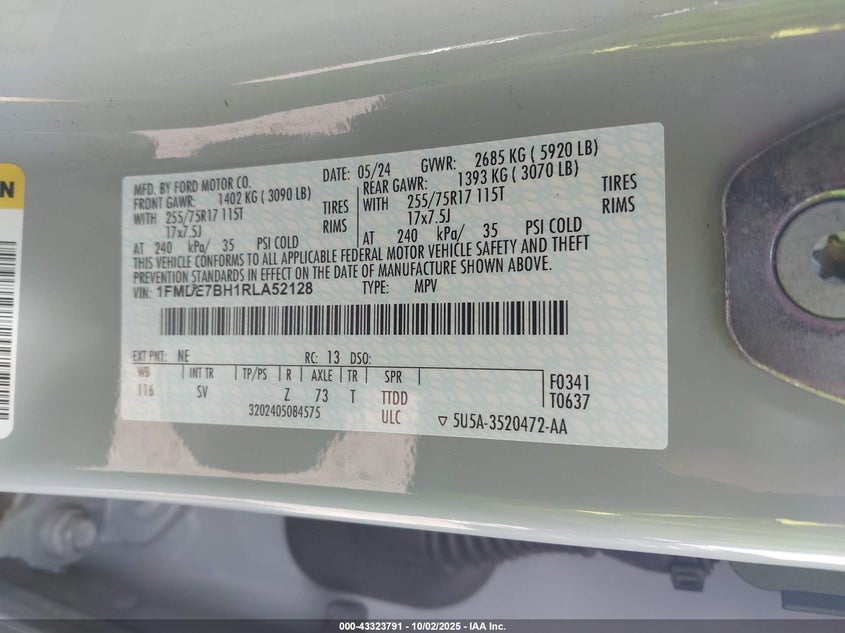 ON
MFD. BY FORD MOTOR CO. DATE: 05/24 GVWR: 2685 KG ( 5920 LB)
FRONT GAWR: 1402 KG ( 3090 LB) REAR GAWR: 1393 KG ( 3070 LB)
WITH 255/75R17 115T TIRES WITH 255/75R17 115T TIRES
17x7.5J RIMS 17x7.5J RIMS
AT 240 kPa/ 35 PSI COLD AT 240 kPa/ 35 PSI COLD
THIS VEHICLE CONFORMS TO ALL APPLICABLE FEDERAL MOTOR VEHICLE SAFETY AND THEFT
PREVENTION STANDARDS IN EFFECT ON THE DATE OF MANUFACTURE SHOWN ABOVE.
VIN: 1FMDE7BH1RLA52128 TYPE: MPV
EXT PNT: NE RC: 13 DSO:
WB INT TR TP/PS R AXLE TR SPR F0341
116 SV Z 73 T TTDD T0637
3202405084575 ULC ▽ 5U5A-3520472-AA
000-43323791 - 10/02/2025 - IAA Inc.